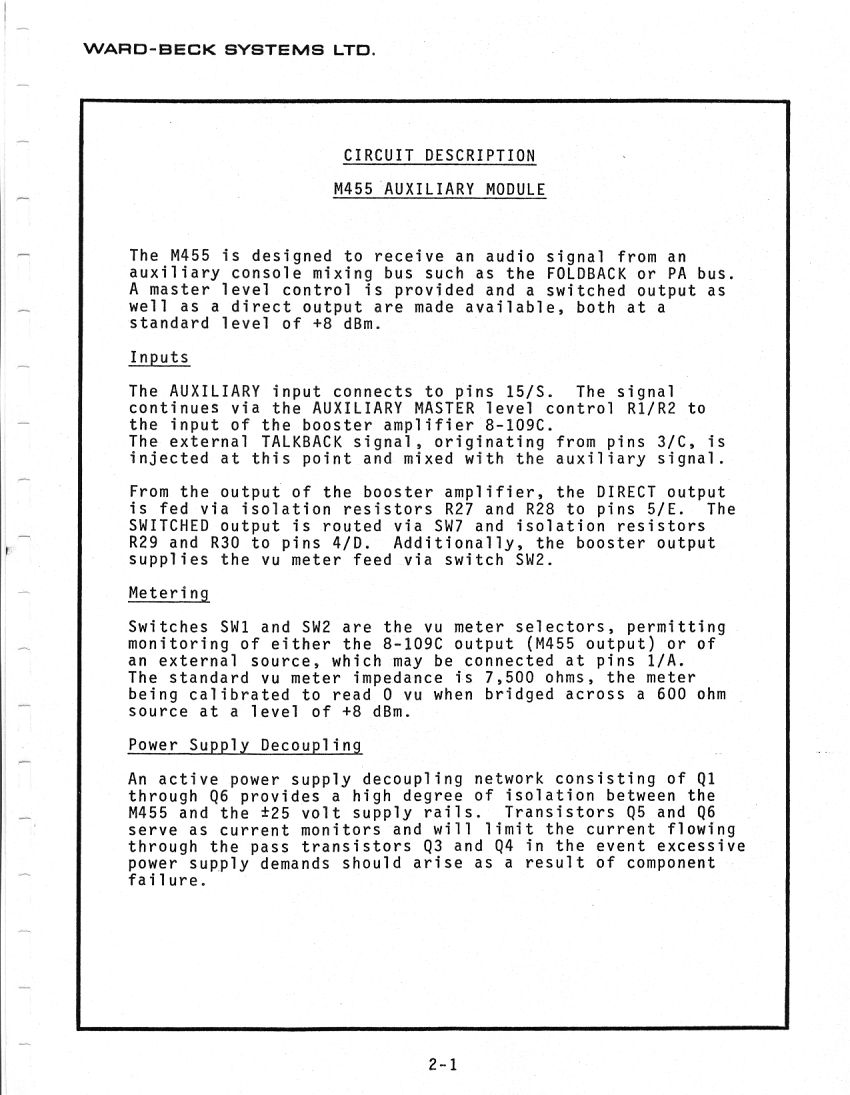 WARD-BECK SYSTEMS LTD.
CIRCUIT DESCRIPTION
M455 AUXILIARY MODULE
The M455 is designed to receive an audio signal from an
auxiliary console mixing bus such as the FOLDBACK or PA bus.
A master level control is provided and a switched output as
well as a direct output are made available, both at a
standard level of +8 dBm.
Inputs
The AUXILIARY input connects to pins 15/S.  The signal
continues via the AUXILIARY MASTER level control R1/R2 to
the input of the booster amplifier 8-109C.
The external TALKBACK signal, originating from pins 3/C, is
injected at this point and mixed with the auxiliary signal.
From the output of the booster amplifier, the DIRECT output
is fed via isolation resistors R27 and R28 to pins 5/E.  The
SWITCHED output is routed via SW7 and isolation resistors
R29 and R30 to pins 4/D.  Additionally, the booster output
supplies the vu meter feed via switch SW2.
Metering
Switches SW1 and SW2 are the vu meter selectors, permitting
monitoring of either the 8-109C output (M455 output) or of
an external source, which may be connected at pins 1/A.
The standard vu meter impedance is 7,500 ohms, the meter
being calibrated to read 0 vu when bridged across a 600 ohm
source at a level of +8 dBm.
Power Supply Decoupling
An active power supply decoupling network consisting of Q1
through Q6 provides a high degree of isolation between the
M455 and the ±25 volt supply rails.  Transistors Q5 and Q6
serve as current monitors and will limit the current flowing
through the pass transistors Q3 and Q4 in the event excessive
power supply demands should arise as a result of component
failure.
2-1